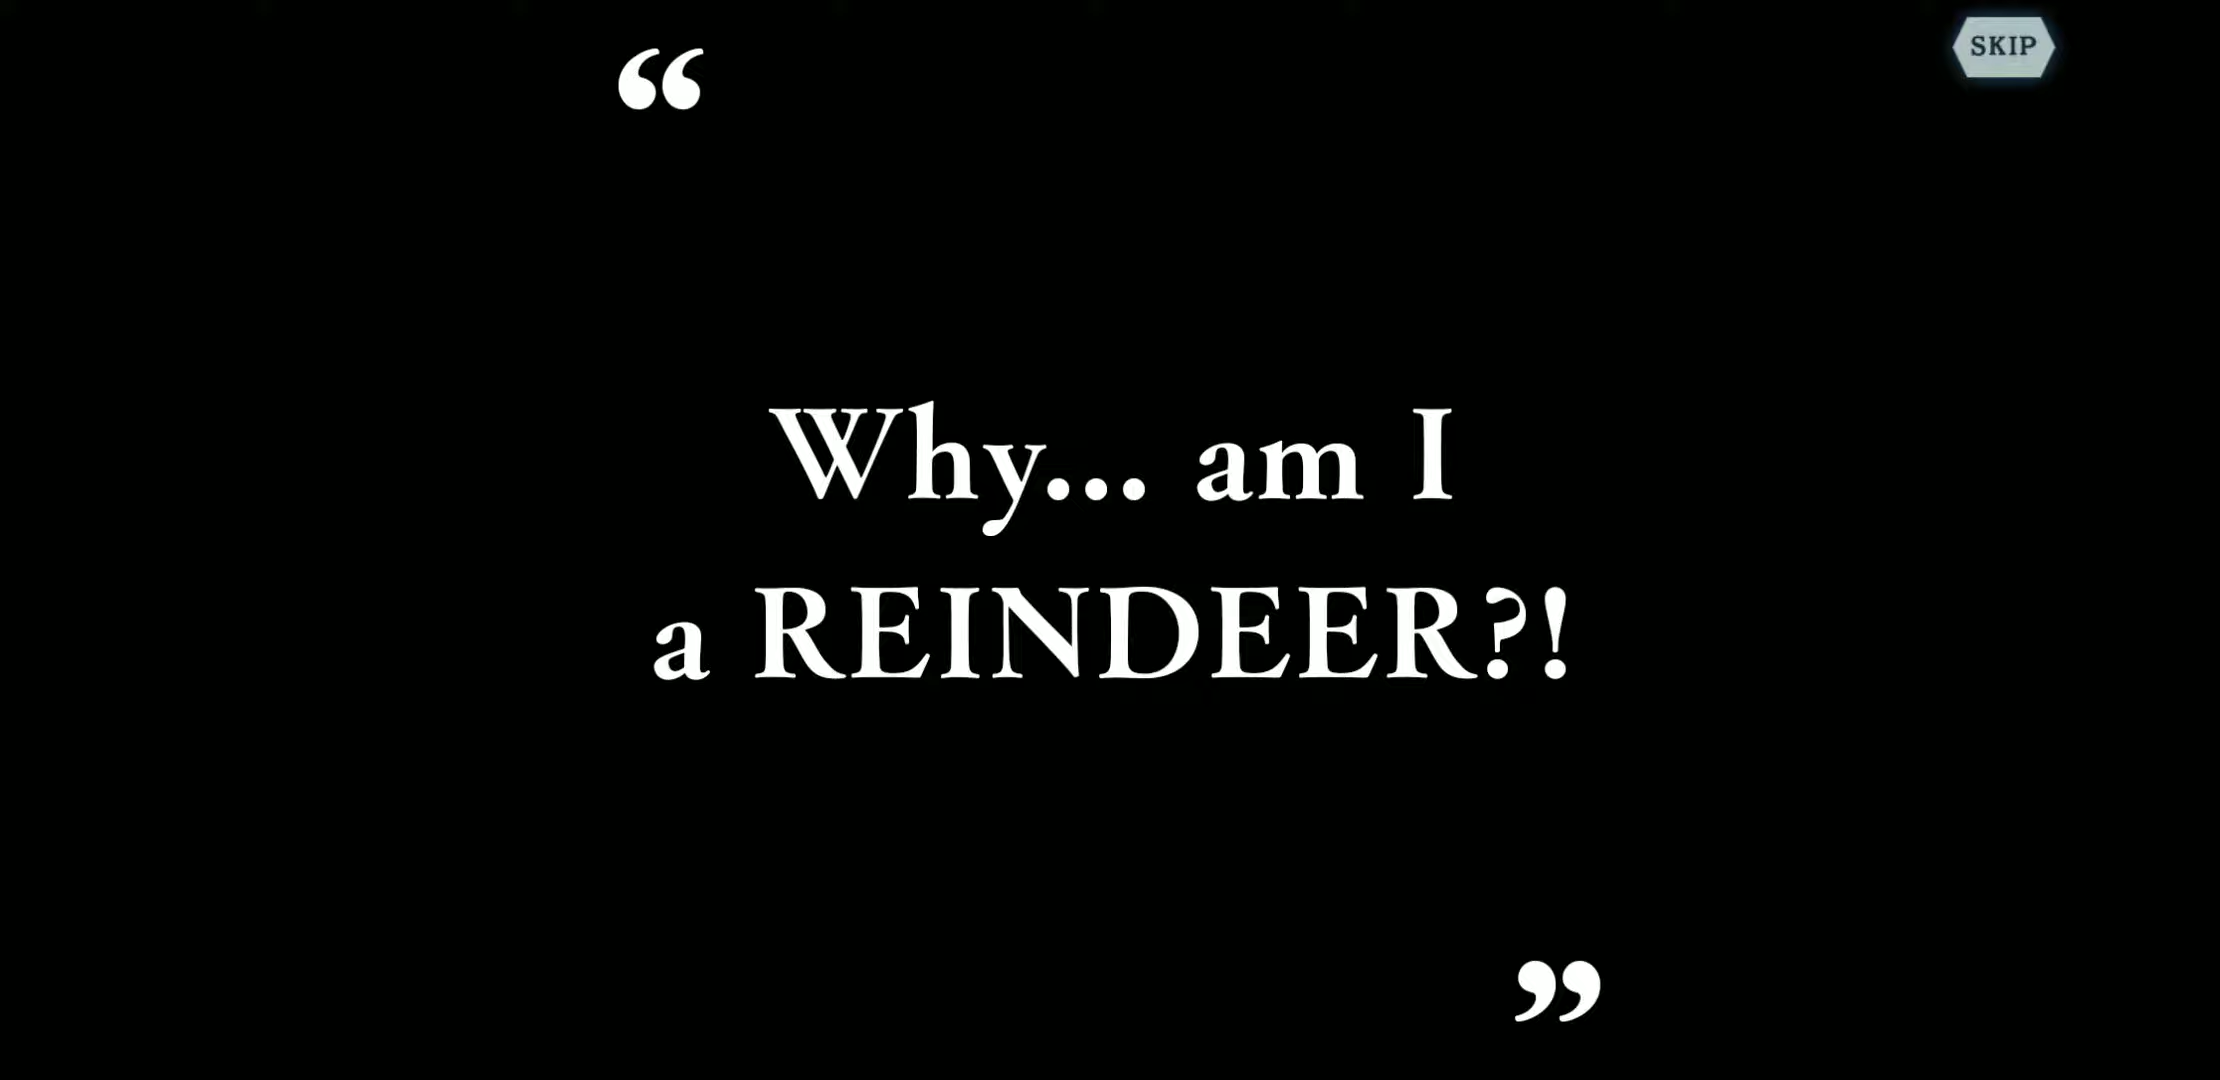 SKIP
“
Why... am I
a REINDEER?!
”